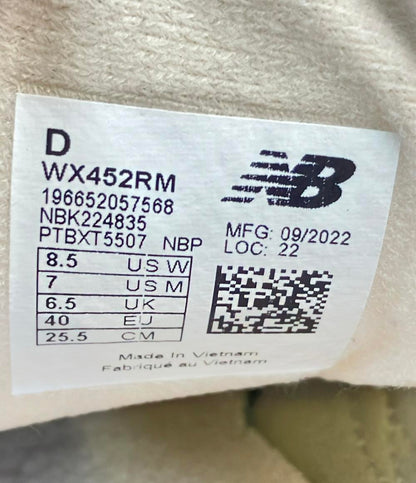 D
WX452RM
196652057568
NBK224835
PTBXT5507 NBP
8.5 US W
7 US M
6.5 UK
40 EU
25.5 CM
NB
MFG: 09/2022
LOC: 22
Made In Vietnam
Fabriqué au Vietnam